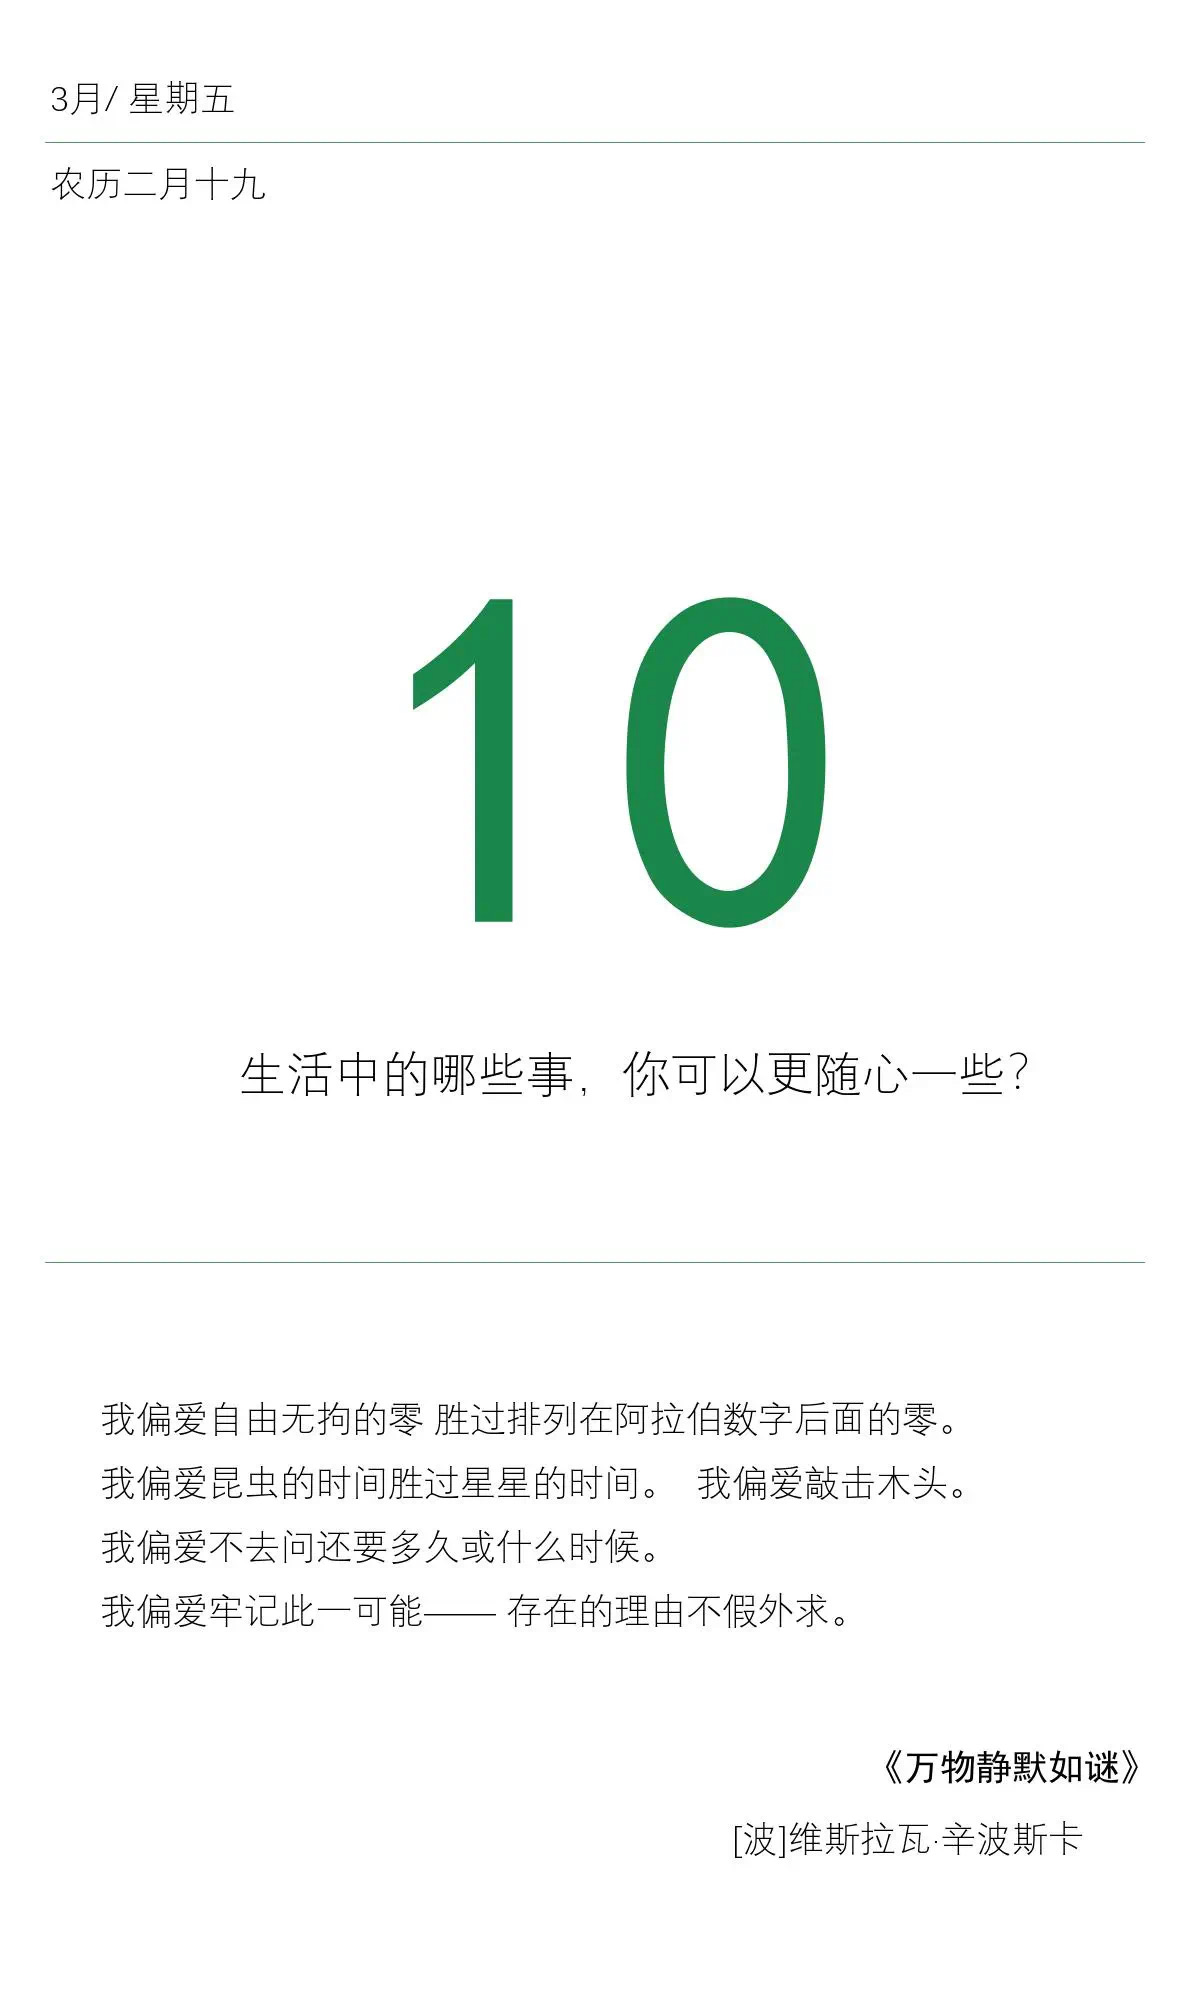 3月/ 星期五
农历二月十九
10
生活中的哪些事，你可以更随心一些？
我偏爱自由无拘的零 胜过排列在阿拉伯数字后面的零。
我偏爱昆虫的时间胜过星星的时间。 我偏爱敲击木头。
我偏爱不去问还要多久或什么时候。
我偏爱牢记此一可能—— 存在的理由不假外求。
《万物静默如谜》
[波]维斯拉瓦·辛波斯卡